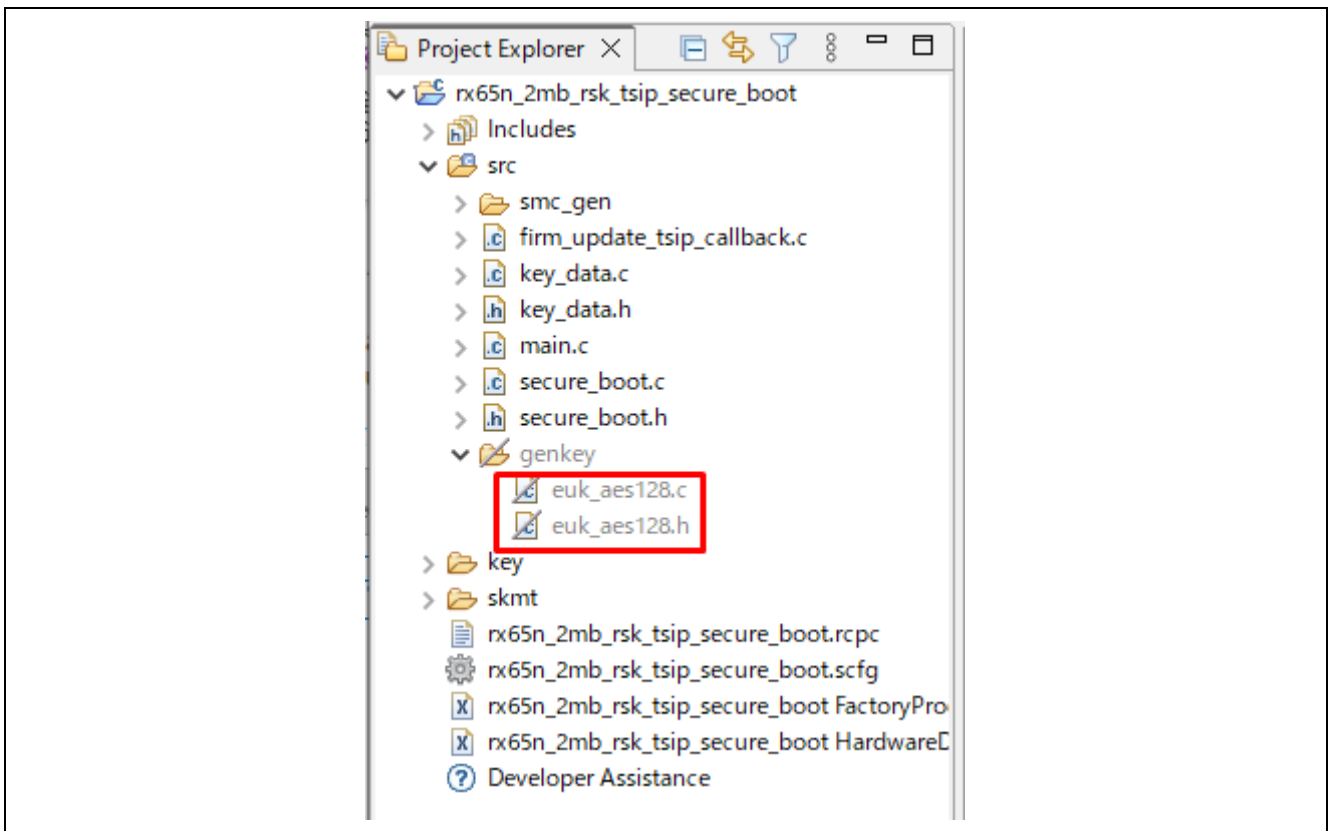 Project Explorer
rx65n_2mb_rsk_tsip_secure_boot
Includes
src
smc_gen
firm_update_tsip_callback.c
key_data.c
key_data.h
main.c
secure_boot.c
secure_boot.h
genkey
euk_aes128.c
euk_aes128.h
key
skmt
rx65n_2mb_rsk_tsip_secure_boot.rcpc
rx65n_2mb_rsk_tsip_secure_boot.scfg
rx65n_2mb_rsk_tsip_secure_boot FactoryPro
rx65n_2mb_rsk_tsip_secure_boot HardwareD
Developer Assistance